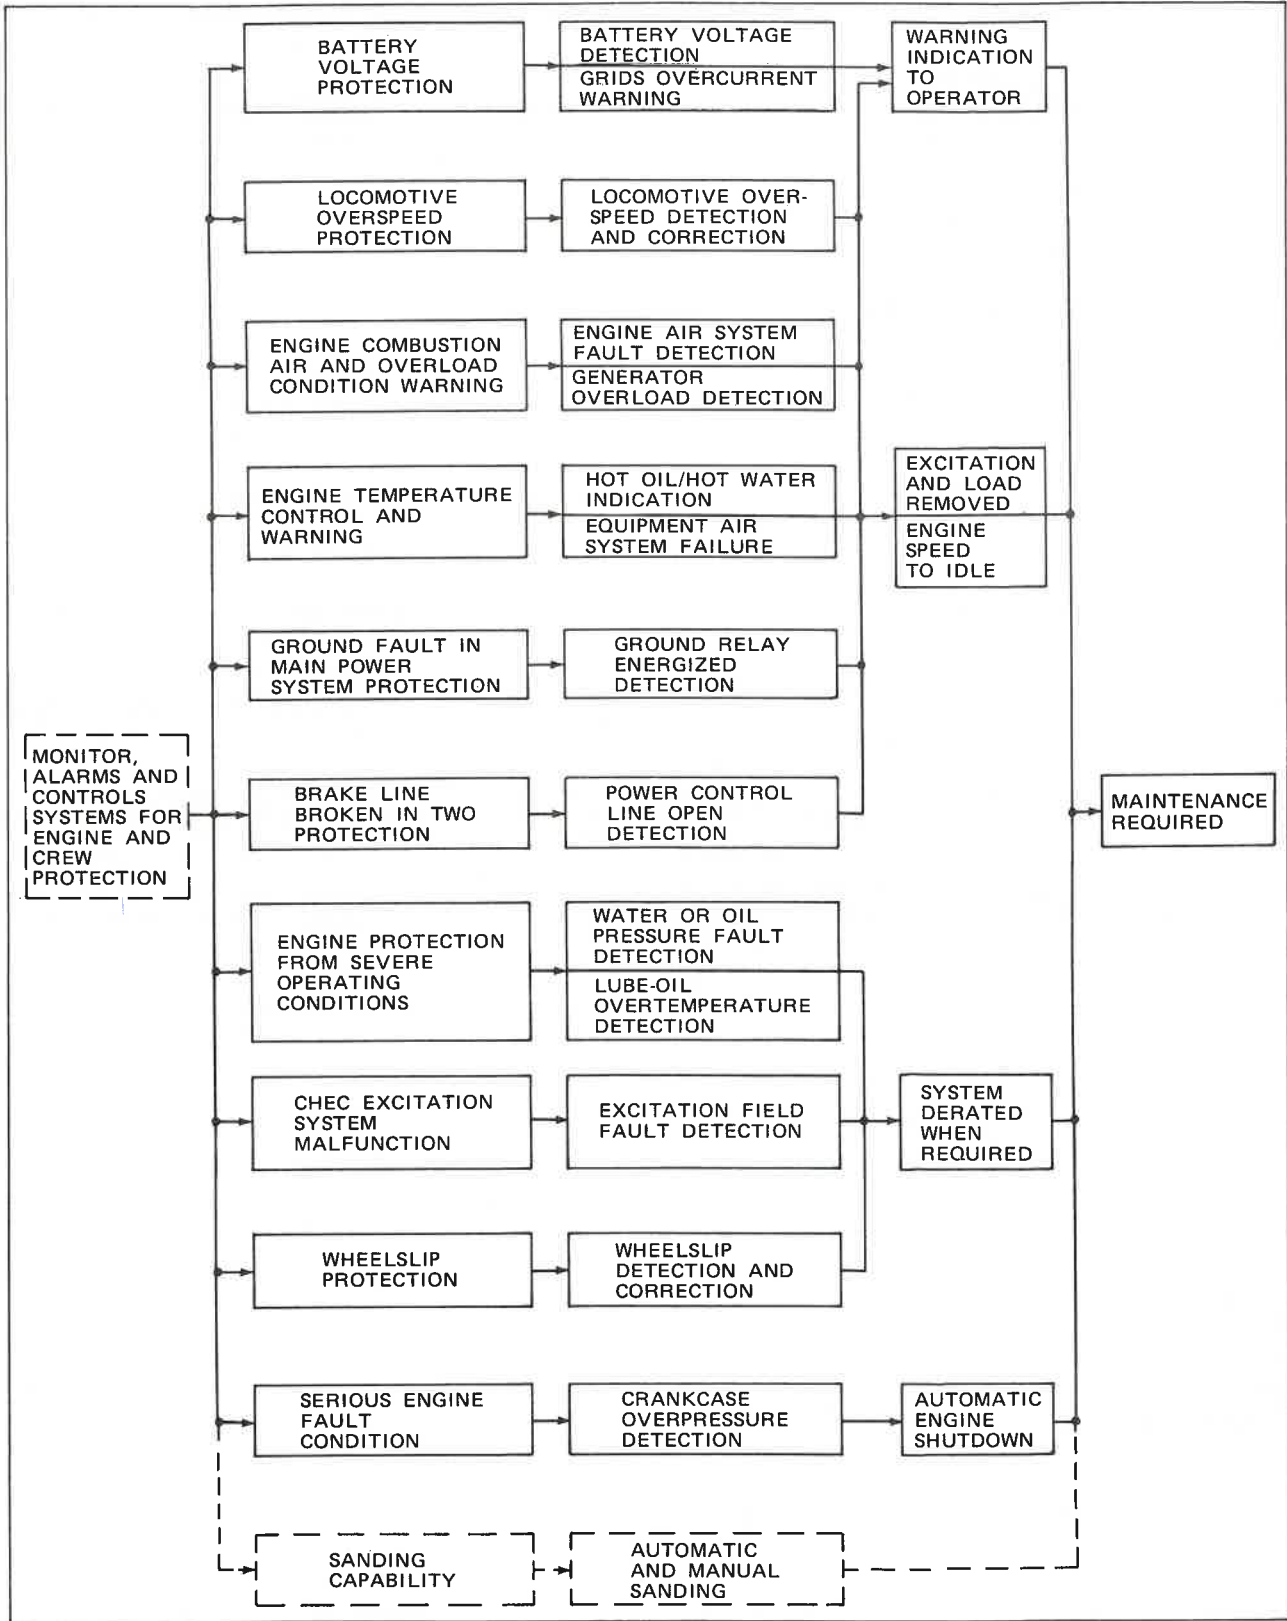 BATTERY
VOLTAGE
PROTECTION
BATTERY VOLTAGE
DETECTION
GRIDS OVERCURRENT
WARNING
WARNING
INDICATION
TO
OPERATOR
LOCOMOTIVE
OVERSPEED
PROTECTION
LOCOMOTIVE OVER-
SPEED DETECTION
AND CORRECTION
ENGINE COMBUSTION
AIR AND OVERLOAD
CONDITION WARNING
ENGINE AIR SYSTEM
FAULT DETECTION
GENERATOR
OVERLOAD DETECTION
ENGINE TEMPERATURE
CONTROL AND
WARNING
HOT OIL/HOT WATER
INDICATION
EQUIPMENT AIR
SYSTEM FAILURE
EXCITATION
AND LOAD
REMOVED
ENGINE
SPEED
TO IDLE
GROUND FAULT IN
MAIN POWER
SYSTEM PROTECTION
GROUND RELAY
ENERGIZED
DETECTION
MONITOR,
ALARMS AND
CONTROLS
SYSTEMS FOR
ENGINE AND
CREW
PROTECTION
BRAKE LINE
BROKEN IN TWO
PROTECTION
POWER CONTROL
LINE OPEN
DETECTION
MAINTENANCE
REQUIRED
ENGINE PROTECTION
FROM SEVERE
OPERATING
CONDITIONS
WATER OR OIL
PRESSURE FAULT
DETECTION
LUBE-OIL
OVERTEMPERATURE
DETECTION
CHEC EXCITATION
SYSTEM
MALFUNCTION
EXCITATION FIELD
FAULT DETECTION
SYSTEM
DERATED
WHEN
REQUIRED
WHEELSLIP
PROTECTION
WHEELSLIP
DETECTION AND
CORRECTION
SERIOUS ENGINE
FAULT
CONDITION
CRANKCASE
OVERPRESSURE
DETECTION
AUTOMATIC
ENGINE
SHUTDOWN
SANDING
CAPABILITY
AUTOMATIC
AND MANUAL
SANDING